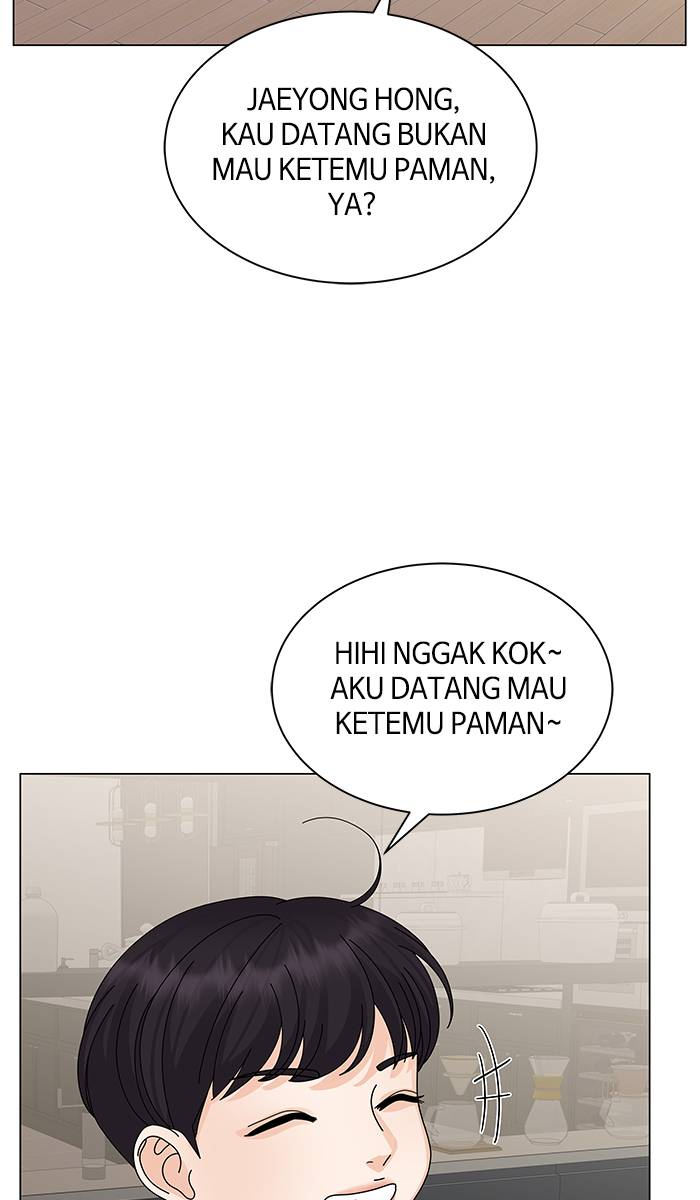 JAEYONG HONG,
KAU DATANG BUKAN
MAU KETEMU PAMAN,
YA?
HIHI NGGAK KOK~
AKU DATANG MAU
KETEMU PAMAN~